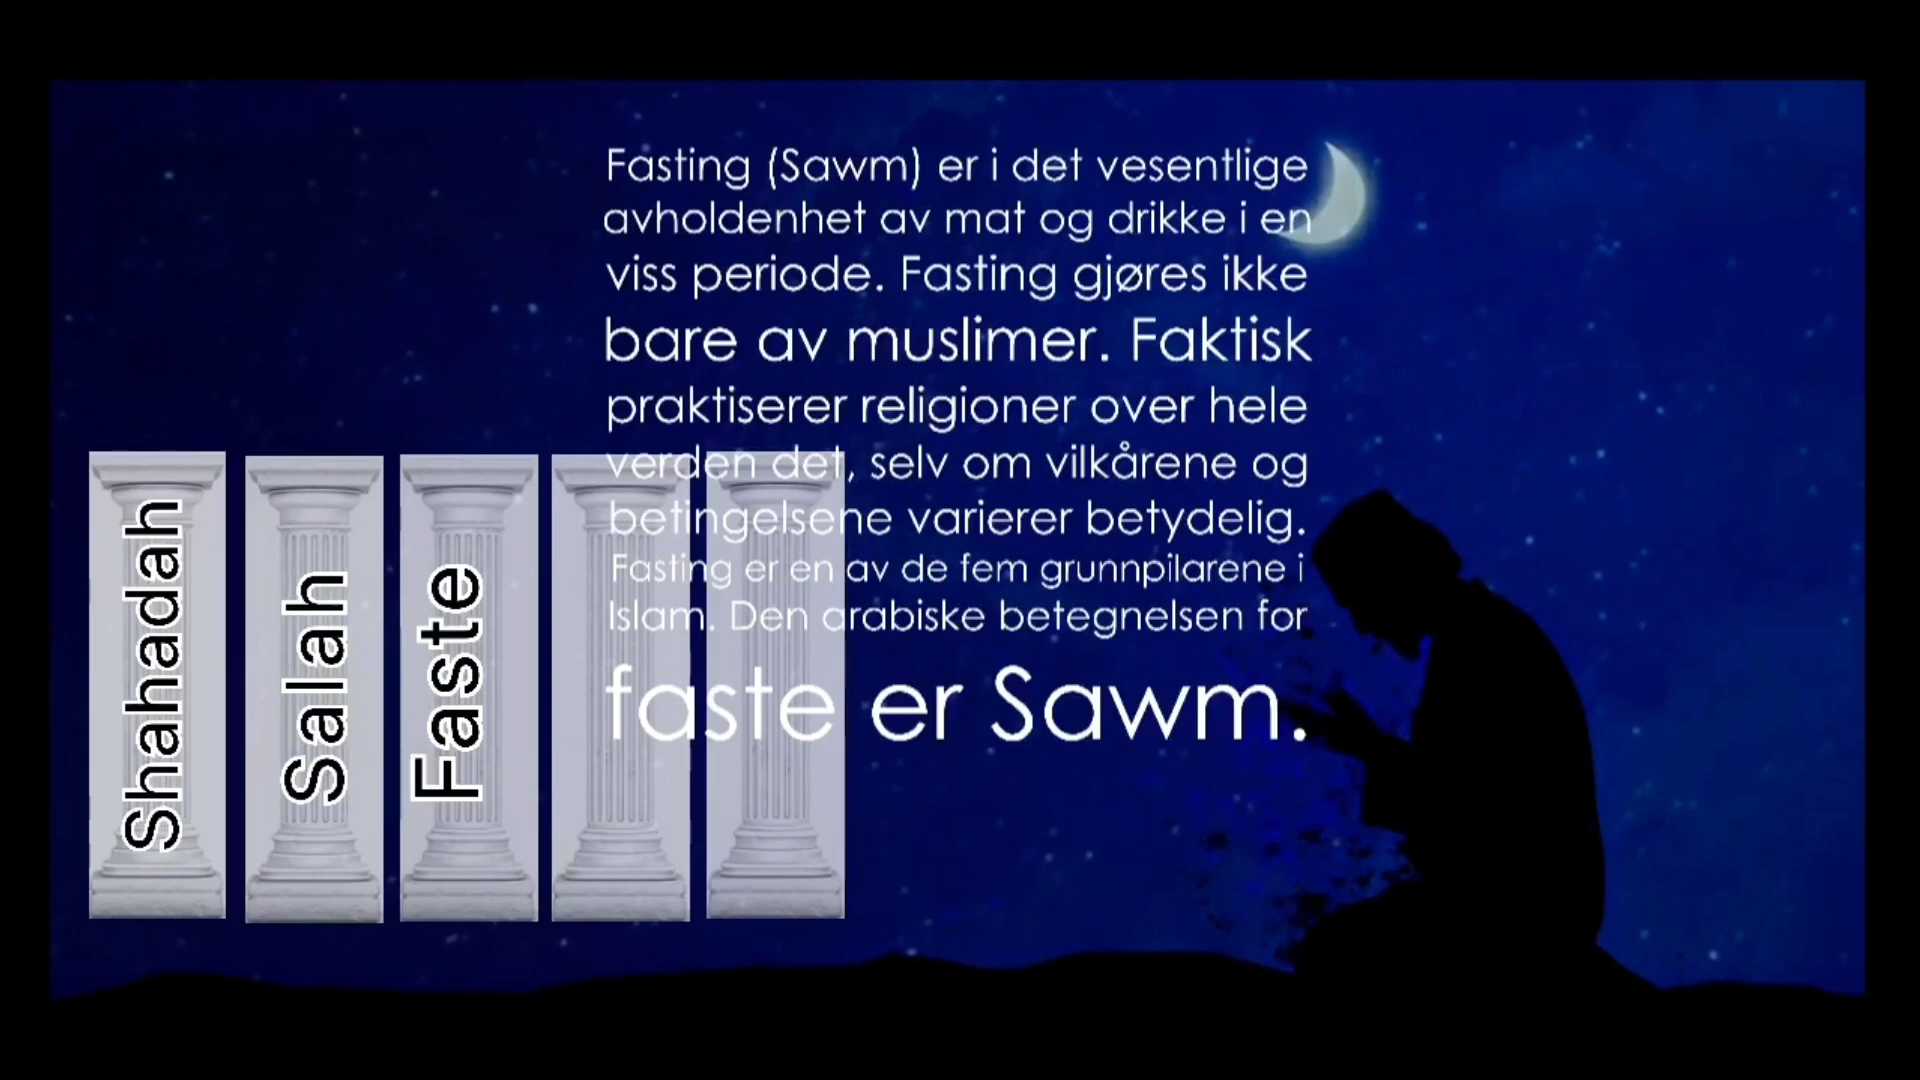 Fasting (Sawm) er i det vesentlige
avholdenhet av mat og drikke i en
viss periode. Fasting gjøres ikke
bare av muslimer. Faktisk
praktiserer religioner over hele
verden det, selv om vilkårene og
betingelsene varierer betydelig.
Fasting er en av de fem grunnpilarene i
Islam. Den arabiske betegnelsen for
faste er Sawm.
Shahadah
Salah
Faste